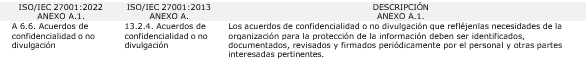 ISO/IEC 27001:2022 ANEXO A.1.
ISO/IEC 27001:2013 ANEXO A.
DESCRIPCIÓN ANEXO A.1.
A 6.6. Acuerdos de
confidencialidad o no
divulgación
13.2.4. Acuerdos de
confidencialidad o no
divulgación
Los acuerdos de confidencialidad o no divulgación que refléjenlas necesidades de la
organización para la protección de la información deben ser identificados,
documentados, revisados y firmados periódicamente por el personal y otras partes
interesadas pertinentes.